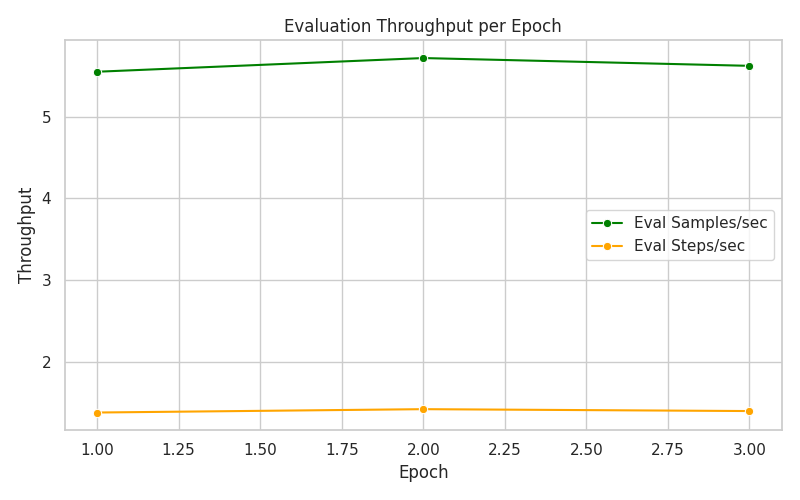 Evaluation Throughput per Epoch
Throughput
5
4
3
2
Eval Samples/sec
Eval Steps/sec
1.00 1.25 1.50 1.75 2.00 2.25 2.50 2.75 3.00
Epoch